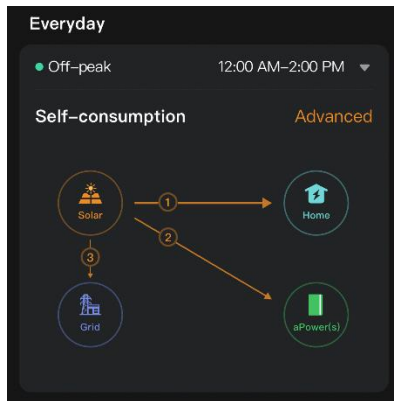 Everyday
Off-peak 12:00 AM-2:00 PM
Self-consumption Advanced
1
Solar
Home
2
3
Grid
aPower(s)